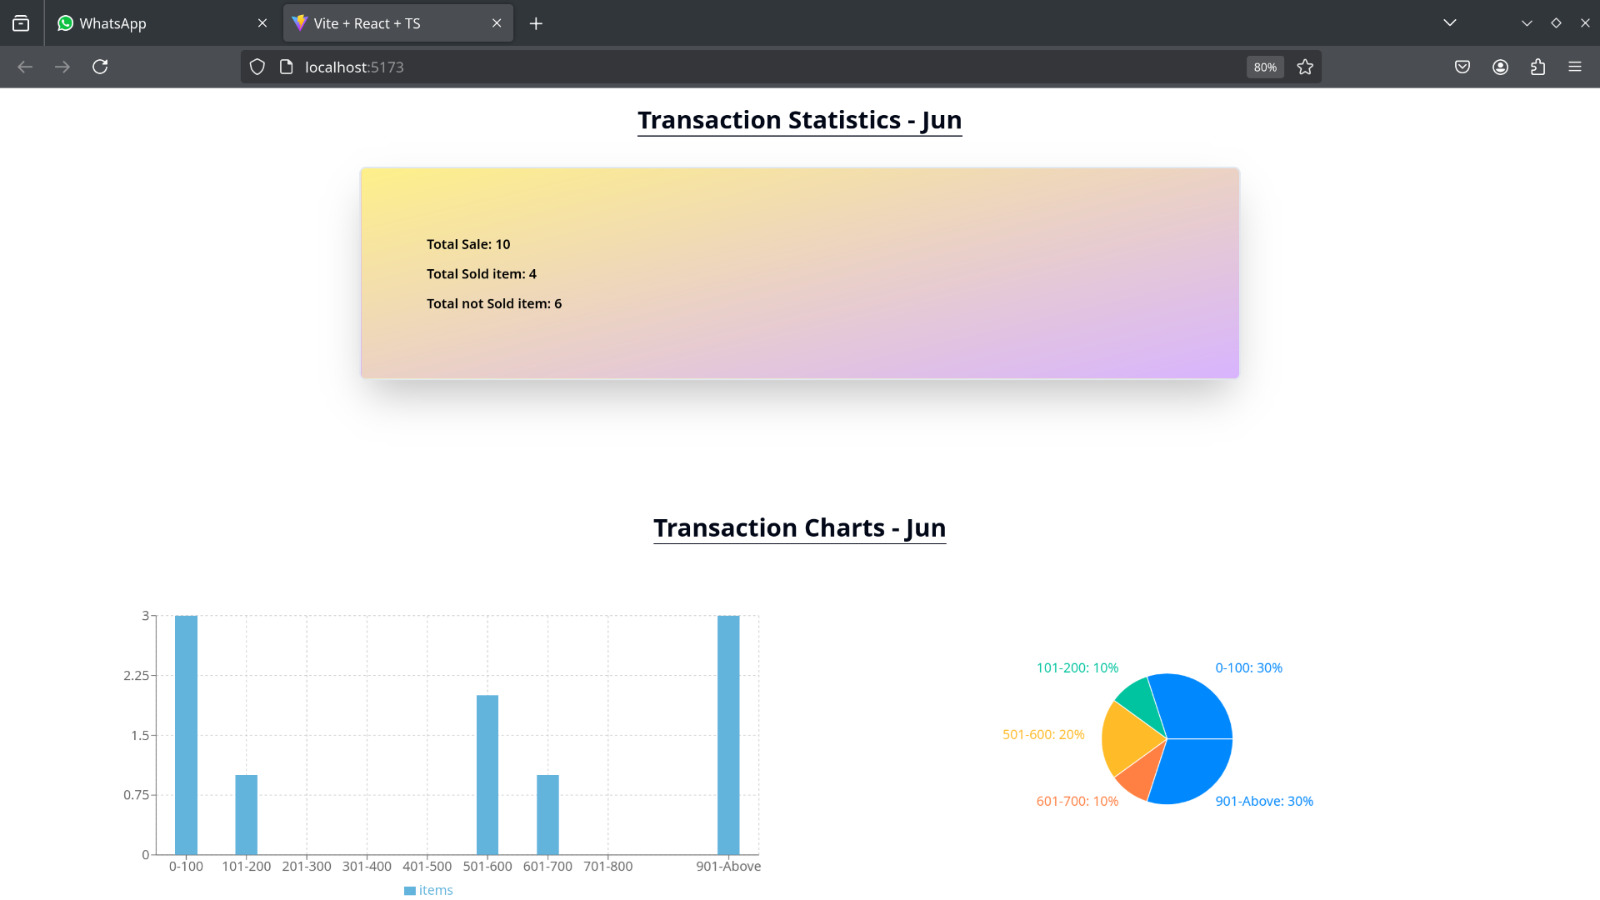 WhatsApp
Vite + React + TS
localhost:5173
80%
Transaction Statistics - Jun
Total Sale: 10
Total Sold item: 4
Total not Sold item: 6
Transaction Charts - Jun
3
2.25
1.5
0.75
0
0-100 101-200 201-300 301-400 401-500 501-600 601-700 701-800 901-Above
items
101-200: 10% 0-100: 30%
501-600: 20%
601-700: 10% 901-Above: 30%